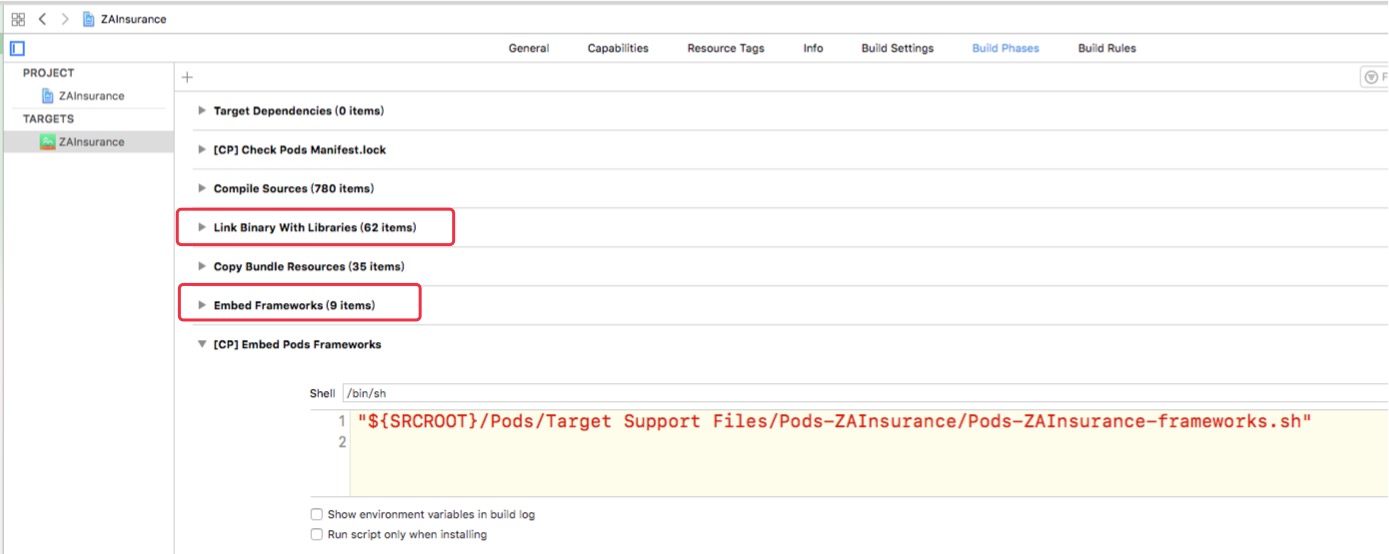 ZAInsurance
General Capabilities Resource Tags Info Build Settings Build Phases Build Rules
PROJECT
ZAInsurance
TARGETS
ZAInsurance
+
F
Target Dependencies (0 items)
[CP] Check Pods Manifest.lock
Compile Sources (780 items)
Link Binary With Libraries (62 items)
Copy Bundle Resources (35 items)
Embed Frameworks (9 items)
[CP] Embed Pods Frameworks
Shell /bin/sh
1 "${SRCROOT}/Pods/Target Support Files/Pods-ZAInsurance/Pods-ZAInsurance-frameworks.sh"
2
Show environment variables in build log
Run script only when installing